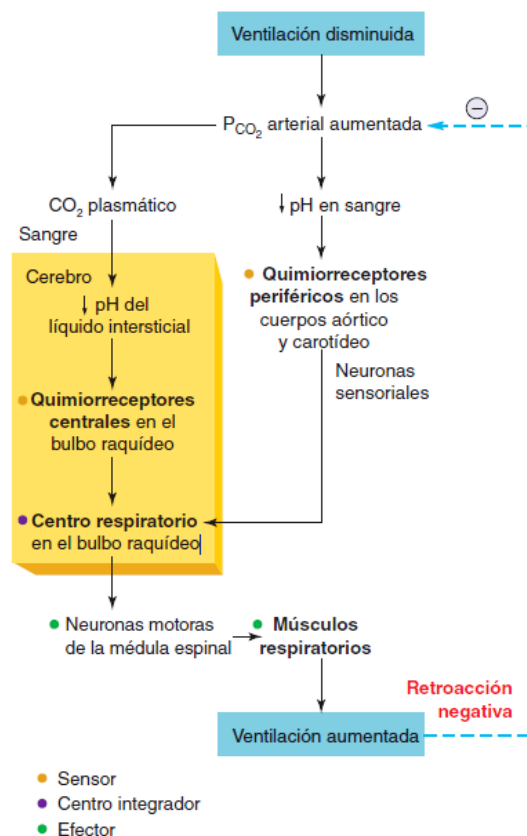 Ventilación disminuida
−
P_CO₂ arterial aumentada
CO₂ plasmático
↓ pH en sangre
Sangre
Cerebro
↓ pH del
líquido intersticial
Quimiorreceptores
periféricos en los
cuerpos aórtico
y carotídeo
Neuronas
sensoriales
Quimiorreceptores
centrales en el
bulbo raquídeo
Centro respiratorio
en el bulbo raquídeo
Neuronas motoras
de la médula espinal
Músculos
respiratorios
Retroacción
negativa
Ventilación aumentada
Sensor
Centro integrador
Efector